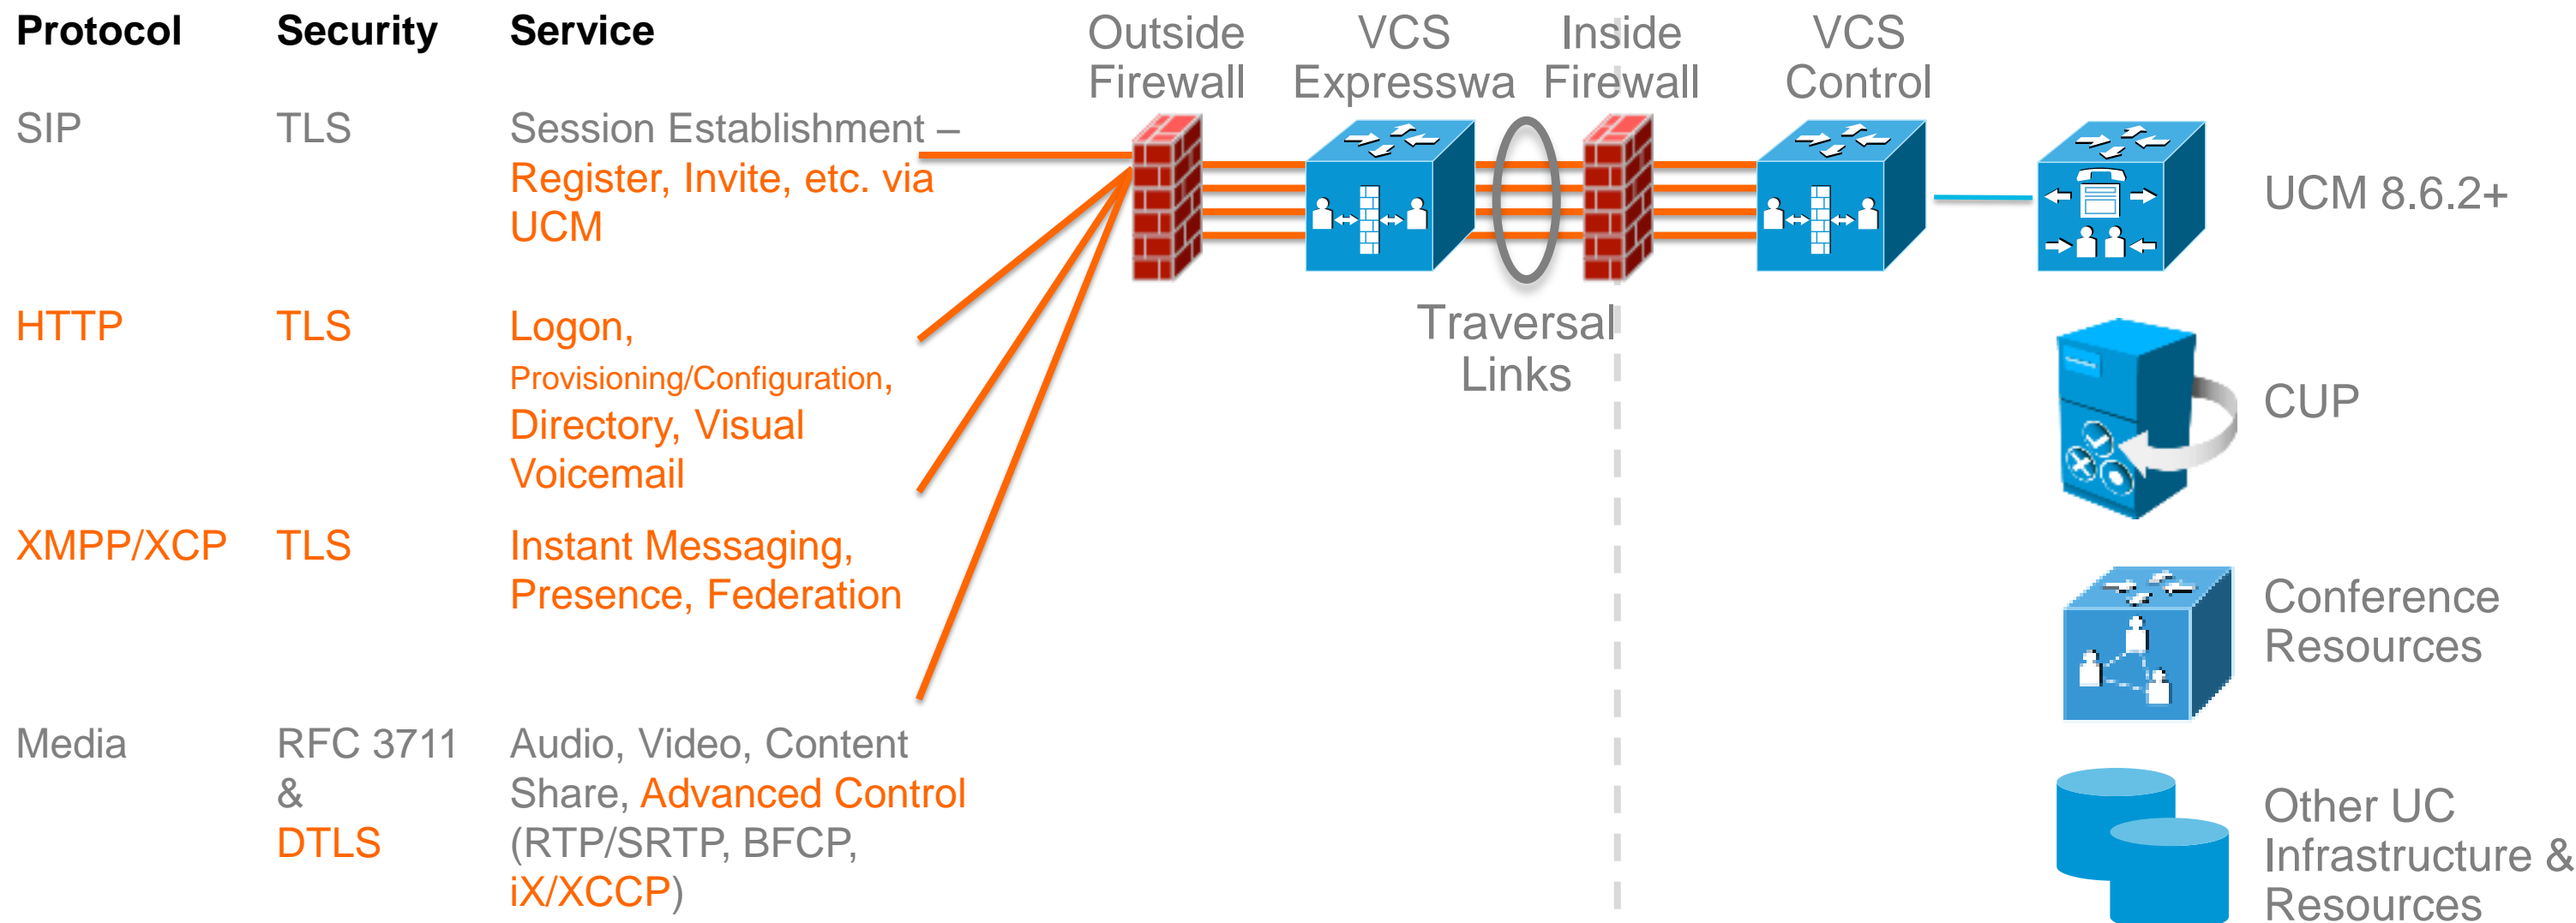 Protocol Security Service
SIP TLS Session Establishment –
Register, Invite, etc. via
UCM
HTTP TLS Logon,
Provisioning/Configuration,
Directory, Visual
Voicemail
XMPP/XCP TLS Instant Messaging,
Presence, Federation
Media RFC 3711 Audio, Video, Content
& Share, Advanced Control
DTLS (RTP/SRTP, BFCP,
iX/XCCP)
Outside
Firewall
VCS
Expresswa
Inside
Firewall
VCS
Control
Traversal
Links
UCM 8.6.2+
CUP
Conference
Resources
Other UC
Infrastructure &
Resources